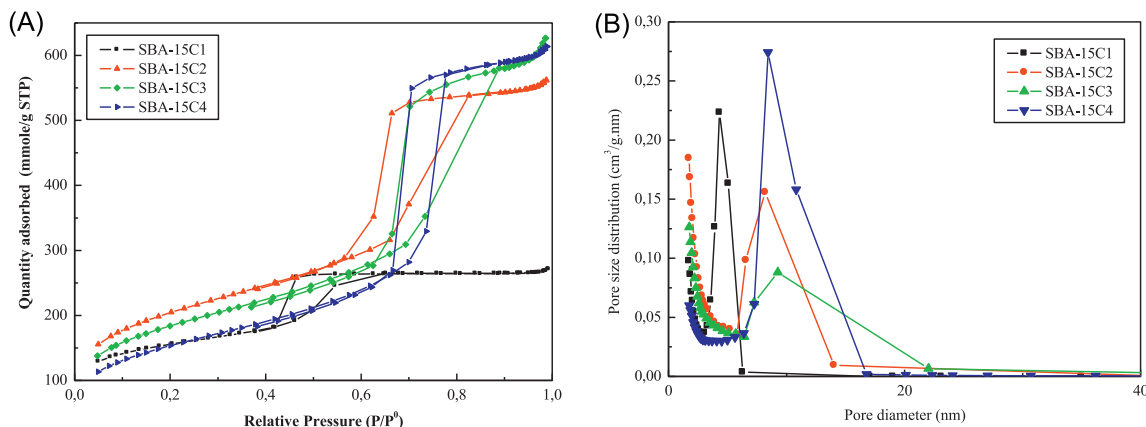 (A)
600
500
400
300
200
100
0,0
0,2
0,4
0,6
0,8
1,0
Quantity adsorbed (mmole/g STP)
Relative Pressure (P/P⁰)
SBA-15C1
SBA-15C2
SBA-15C3
SBA-15C4
(B)
0,30
0,25
0,20
0,15
0,10
0,05
0,00
0
20
40
Pore size distribution (cm³/g.nm)
Pore diameter (nm)
SBA-15C1
SBA-15C2
SBA-15C3
SBA-15C4